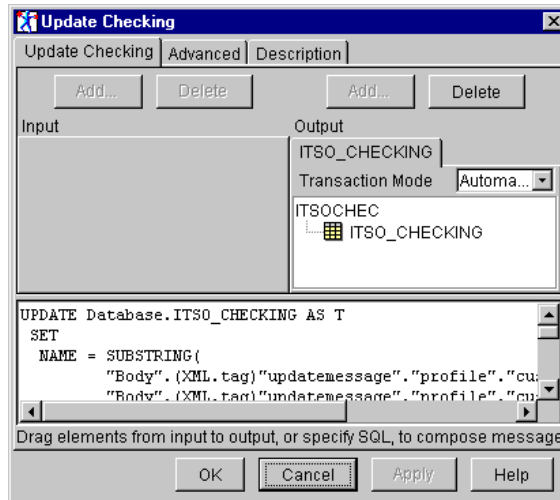 Update Checking
Update Checking Advanced Description
Add... Delete Add... Delete
Input Output
ITSO_CHECKING
Transaction Mode Automa...
ITSOCHEC
ITSO_CHECKING
UPDATE Database.ITSO_CHECKING AS T
SET
NAME = SUBSTRING(
"Body".(XML.tag)"updatemessage"."profile"."cu
"Body".(XML.tag)"updatemessage"."profile"."cu
Drag elements from input to output, or specify SQL, to compose message
OK Cancel Apply Help